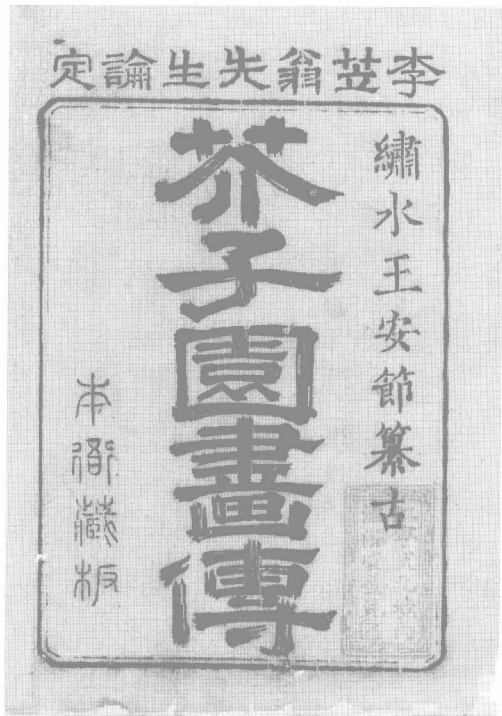 李笠翁先生論定
繡水王安節纂古
芥子園畫傳
本衙藏板